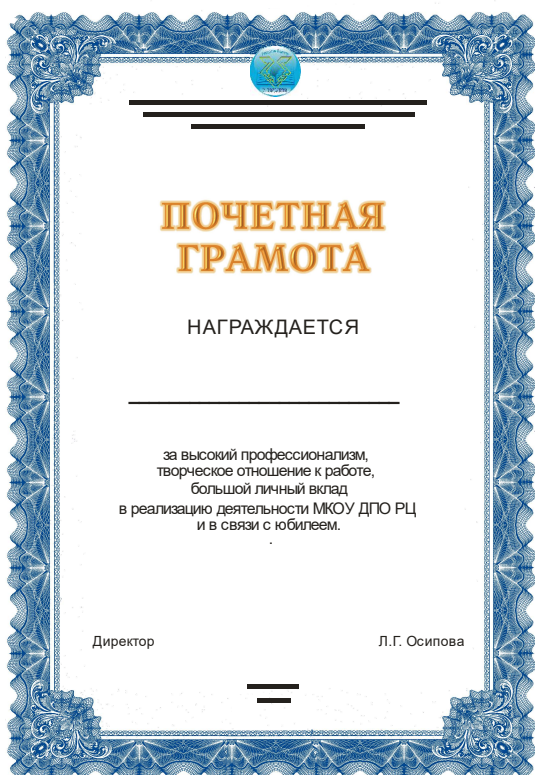 ПОЧЕТНАЯ
ГРАМОТА
НАГРАЖДАЕТСЯ
за высокий профессионализм,
творческое отношение к работе,
большой личный вклад
в реализацию деятельности МКОУ ДПО РЦ
и в связи с юбилеем.
.
Директор Л.Г. Осипова